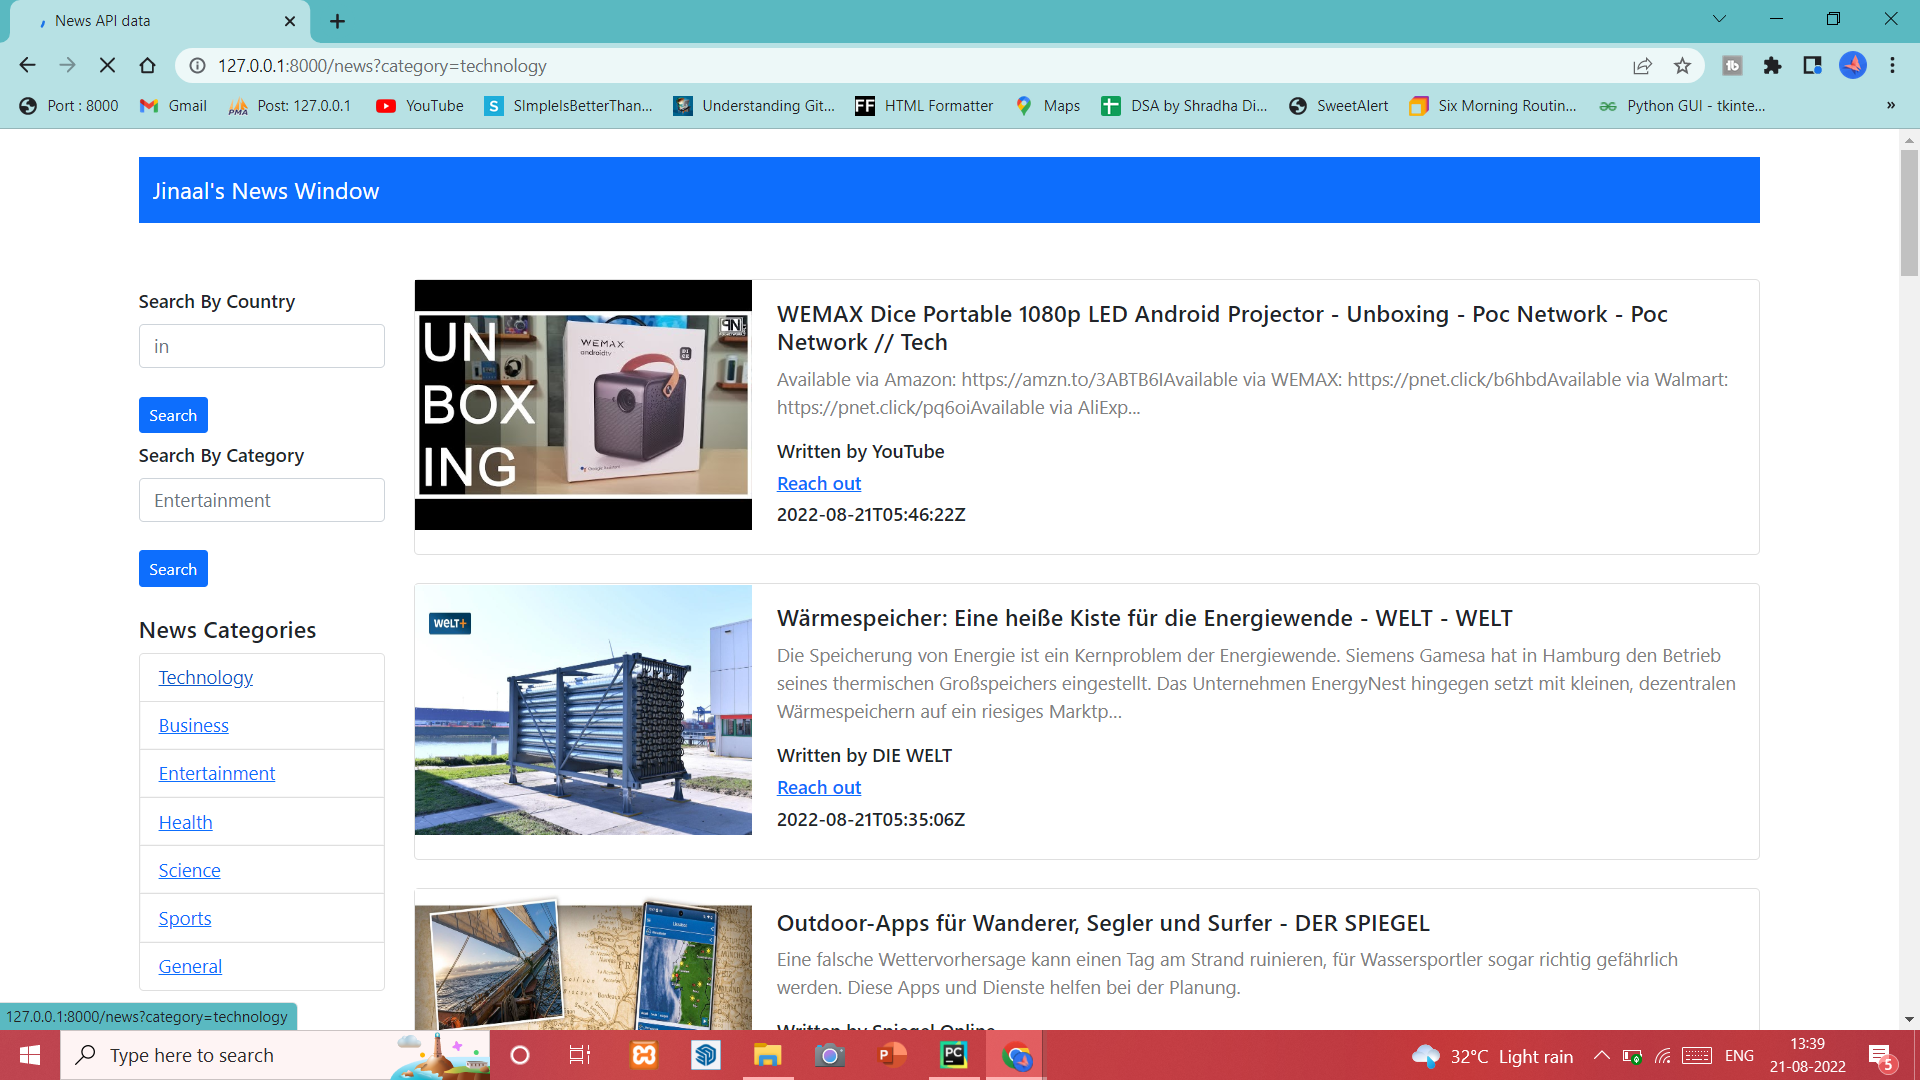 News API data
127.0.0.1:8000/news?category=technology
Port : 8000
Gmail
Post: 127.0.0.1
YouTube
SImpleIsBetterThan...
Understanding Git...
HTML Formatter
Maps
DSA by Shradha Di...
SweetAlert
Six Morning Routin...
Python GUI - tkinte...
»
Jinaal's News Window
Search By Country
in
Search
Search By Category
Entertainment
Search
News Categories
Technology
Business
Entertainment
Health
Science
Sports
General
UN
BOX
ING
WEMAX
androidtv
WEMAX Dice Portable 1080p LED Android Projector - Unboxing - Poc Network - Poc
Network // Tech
Available via Amazon: https://amzn.to/3ABTB6IAvailable via WEMAX: https://pnet.click/b6hbdAvailable via Walmart:
https://pnet.click/pq6oiAvailable via AliExp...
Written by YouTube
Reach out
2022-08-21T05:46:22Z
WELT+
Wärmespeicher: Eine heiße Kiste für die Energiewende - WELT - WELT
Die Speicherung von Energie ist ein Kernproblem der Energiewende. Siemens Gamesa hat in Hamburg den Betrieb
seines thermischen Großspeichers eingestellt. Das Unternehmen EnergyNest hingegen setzt mit kleinen, dezentralen
Wärmespeichern auf ein riesiges Marktp...
Written by DIE WELT
Reach out
2022-08-21T05:35:06Z
Outdoor-Apps für Wanderer, Segler und Surfer - DER SPIEGEL
Eine falsche Wettervorhersage kann einen Tag am Strand ruinieren, für Wassersportler sogar richtig gefährlich
werden. Diese Apps und Dienste helfen bei der Planung.
Written by Spiegel Online
127.0.0.1:8000/news?category=technology
Type here to search
32°C Light rain
ENG
13:39
21-08-2022
5